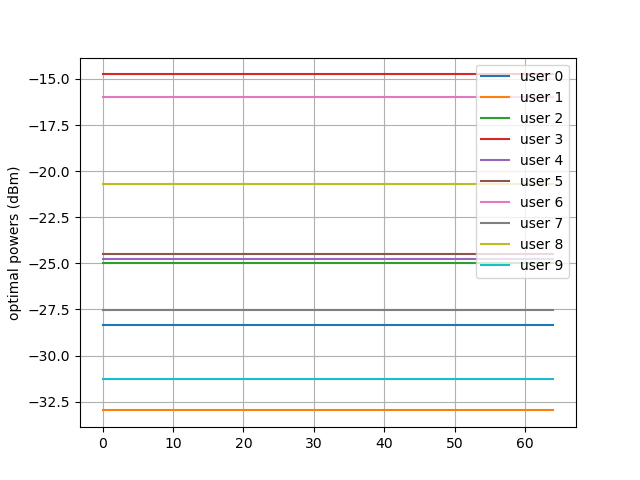 −15.0
−17.5
−20.0
−22.5
−25.0
−27.5
−30.0
−32.5
optimal powers (dBm)
0 10 20 30 40 50 60
user 0
user 1
user 2
user 3
user 4
user 5
user 6
user 7
user 8
user 9